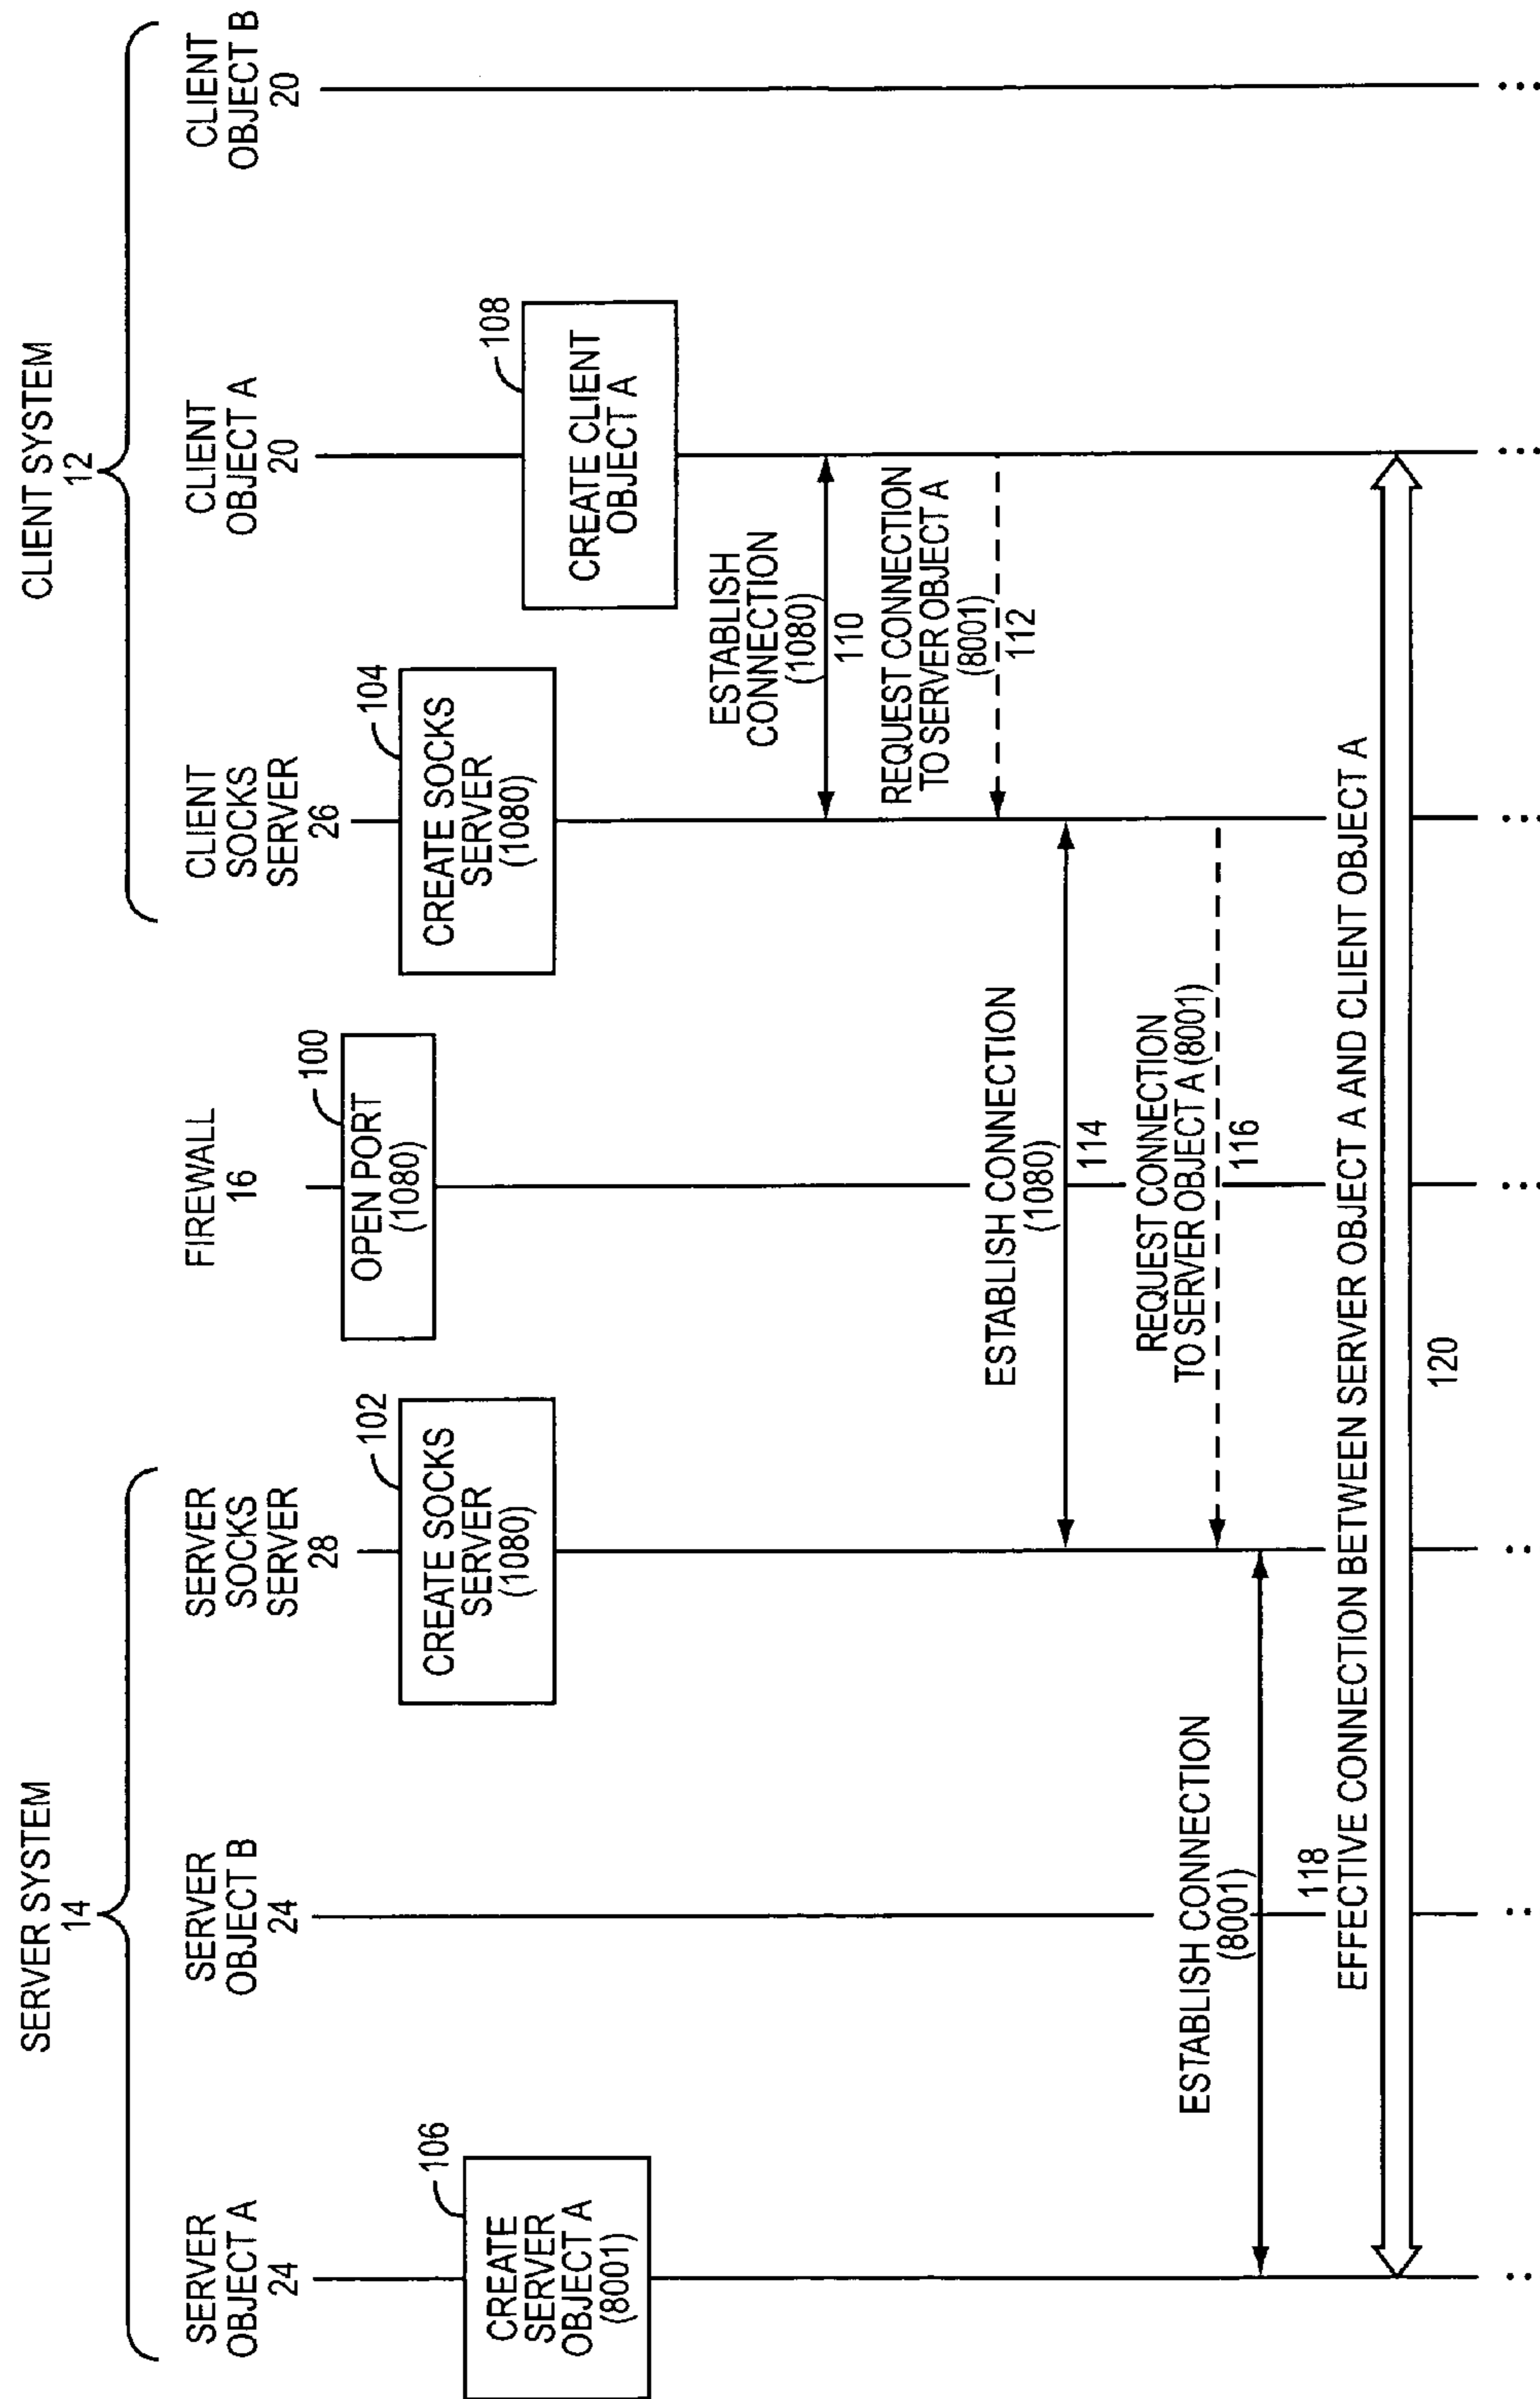 SERVER SYSTEM
14
CLIENT SYSTEM
12
SERVER
OBJECT A
24
SERVER
OBJECT B
24
SERVER
SOCKS
SERVER
28
FIREWALL
16
CLIENT
SOCKS
SERVER
26
CLIENT
OBJECT A
20
CLIENT
OBJECT B
20
100
OPEN PORT
(1080)
102
CREATE SOCKS
SERVER
(1080)
104
CREATE SOCKS
SERVER
(1080)
106
CREATE
SERVER
OBJECT A
(8001)
108
CREATE CLIENT
OBJECT A
ESTABLISH
CONNECTION
(1080)
110
REQUEST CONNECTION
TO SERVER OBJECT A
(8001)
112
ESTABLISH CONNECTION
(1080)
114
REQUEST CONNECTION
TO SERVER OBJECT A (8001)
116
ESTABLISH CONNECTION
(8001)
118
EFFECTIVE CONNECTION BETWEEN SERVER OBJECT A AND CLIENT OBJECT A
120